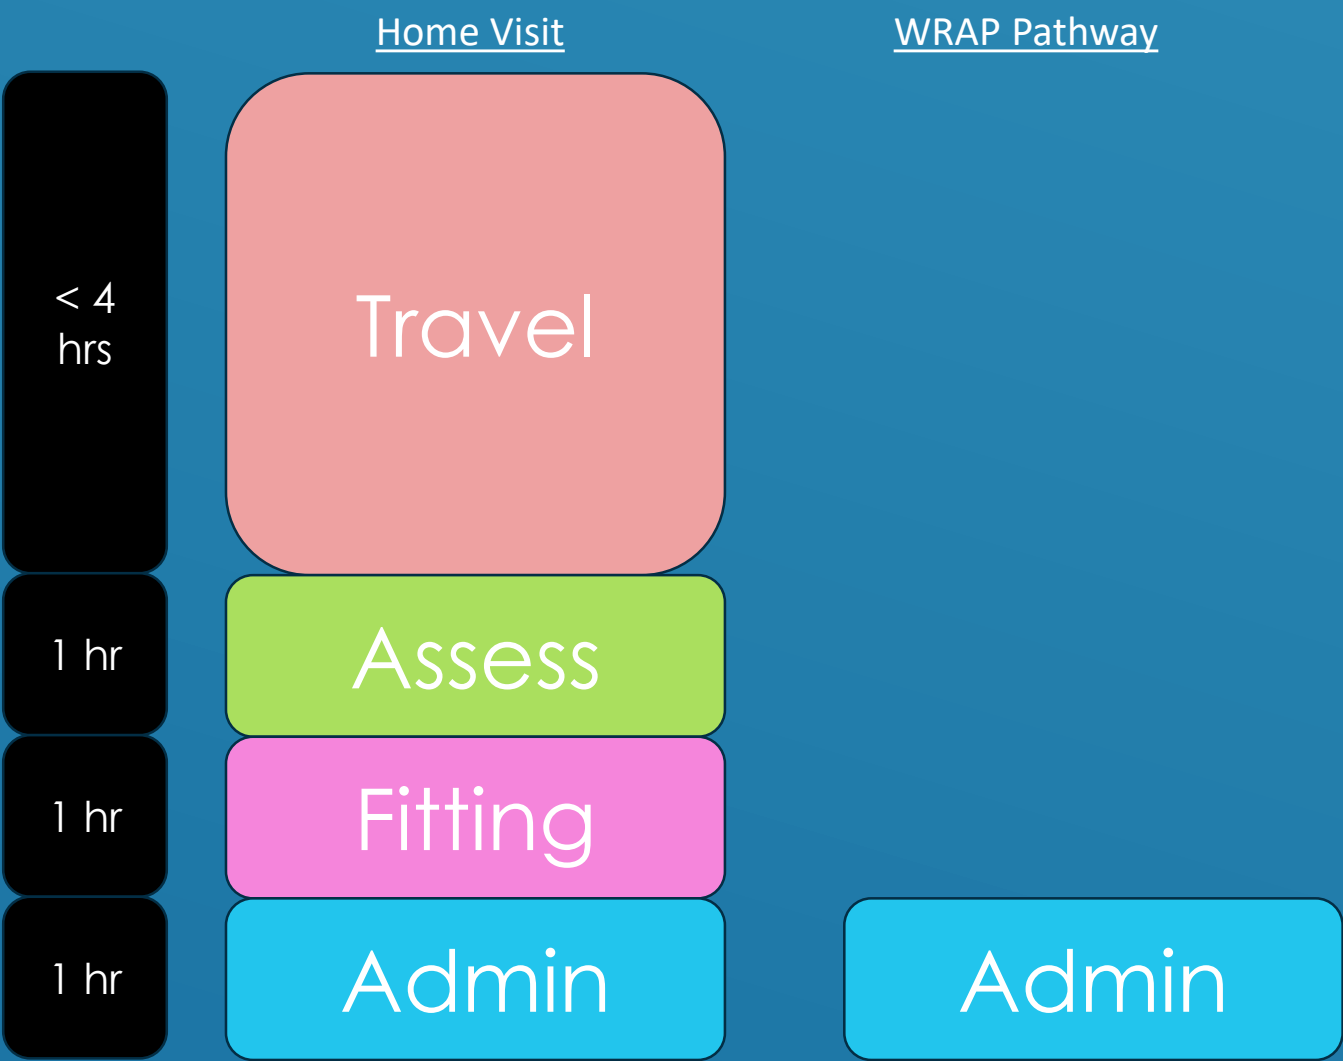 Home Visit
WRAP Pathway
< 4
hrs
Travel
1 hr
Assess
1 hr
Fitting
1 hr
Admin
Admin